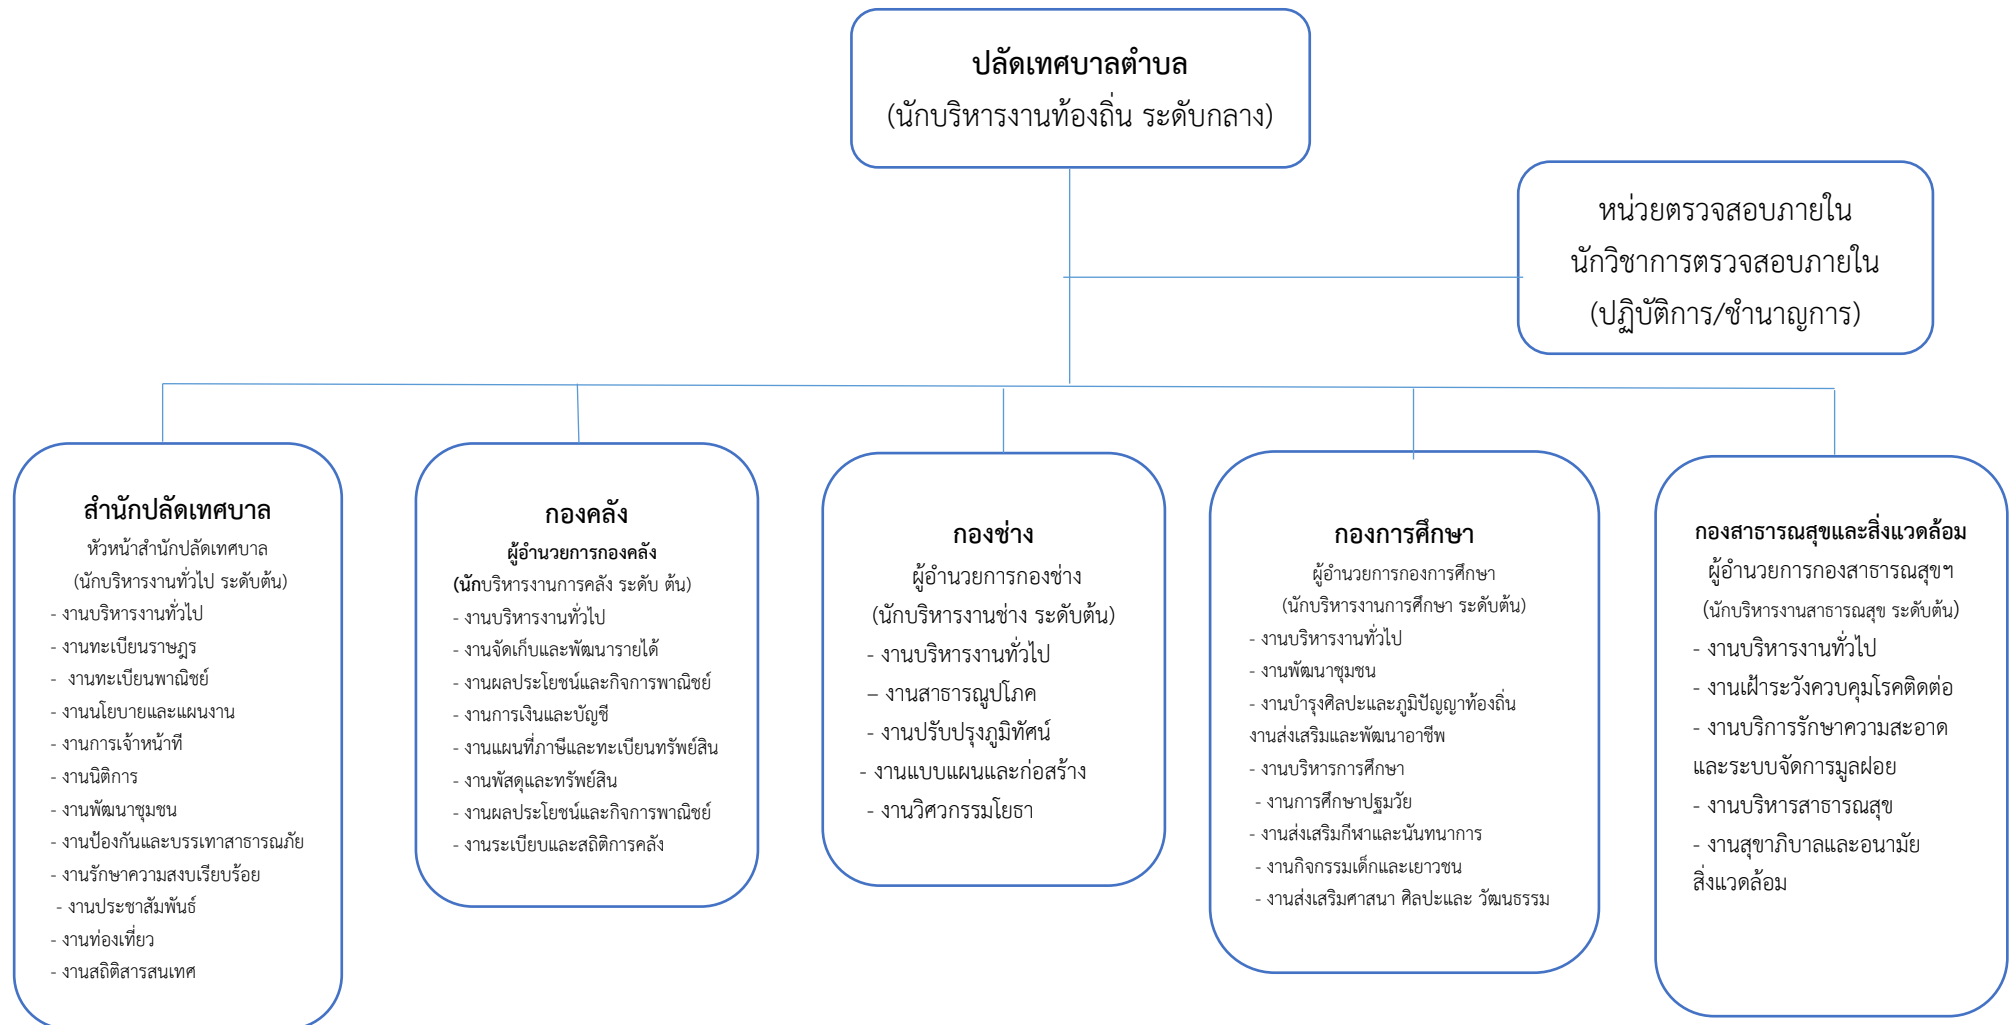 ปลัดเทศบาลตำบล
(นักบริหารงานท้องถิ่น ระดับกลาง)
หน่วยตรวจสอบภายใน
นักวิชาการตรวจสอบภายใน
(ปฏิบัติการ/ชำนาญการ)
สำนักปลัดเทศบาล
หัวหน้าสำนักปลัดเทศบาล
(นักบริหารงานทั่วไป ระดับต้น)
- งานบริหารงานทั่วไป
- งานทะเบียนราษฎร
- งานทะเบียนพาณิชย์
- งานนโยบายและแผนงาน
- งานการเจ้าหน้าที
- งานนิติการ
- งานพัฒนาชุมชน
- งานป้องกันและบรรเทาสาธารณภัย
- งานรักษาความสงบเรียบร้อย
- งานประชาสัมพันธ์
- งานท่องเที่ยว
- งานสถิติสารสนเทศ
กองคลัง
ผู้อำนวยการกองคลัง
(นักบริหารงานการคลัง ระดับ ต้น)
- งานบริหารงานทั่วไป
- งานจัดเก็บและพัฒนารายได้
- งานผลประโยชน์และกิจการพาณิชย์
- งานการเงินและบัญชี
- งานแผนที่ภาษีและทะเบียนทรัพย์สิน
- งานพัสดุและทรัพย์สิน
- งานผลประโยชน์และกิจการพาณิชย์
- งานระเบียบและสถิติการคลัง
กองช่าง
ผู้อำนวยการกองช่าง
(นักบริหารงานช่าง ระดับต้น)
- งานบริหารงานทั่วไป
– งานสาธารณูปโภค
- งานปรับปรุงภูมิทัศน์
- งานแบบแผนและก่อสร้าง
- งานวิศวกรรมโยธา
กองการศึกษา
ผู้อำนวยการกองการศึกษา
(นักบริหารงานการศึกษา ระดับต้น)
- งานบริหารงานทั่วไป
- งานพัฒนาชุมชน
- งานบำรุงศิลปะและภูมิปัญญาท้องถิ่น
งานส่งเสริมและพัฒนาอาชีพ
- งานบริหารการศึกษา
- งานการศึกษาปฐมวัย
- งานส่งเสริมกีฬาและนันทนาการ
- งานกิจกรรมเด็กและเยาวชน
- งานส่งเสริมศาสนา ศิลปะและ วัฒนธรรม
กองสาธารณสุขและสิ่งแวดล้อม
ผู้อำนวยการกองสาธารณสุขฯ
(นักบริหารงานสาธารณสุข ระดับต้น)
- งานบริหารงานทั่วไป
- งานเฝ้าระวังควบคุมโรคติดต่อ
- งานบริการรักษาความสะอาด
และระบบจัดการมูลฝอย
- งานบริหารสาธารณสุข
- งานสุขาภิบาลและอนามัย
สิ่งแวดล้อม